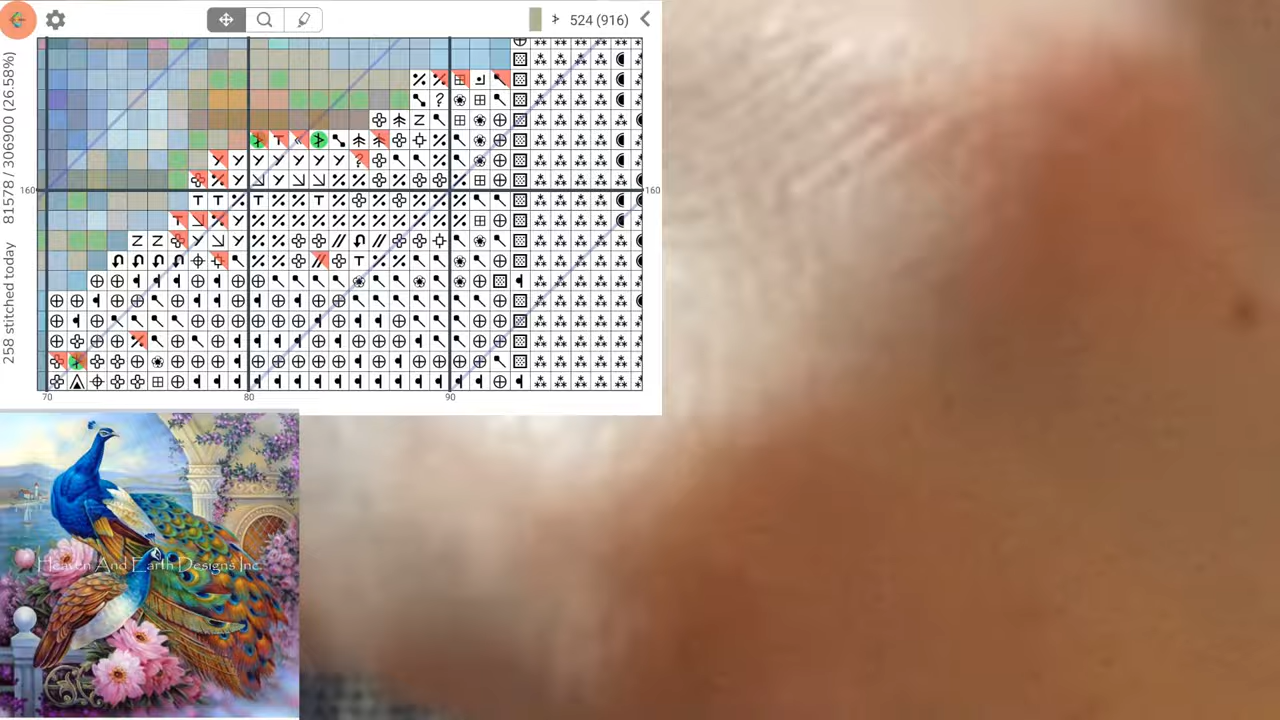 524 (916)
258 stitched today 81578 / 306900 (26.58%)
160 160
70 80 90
Heaven And Earth Designs Inc.